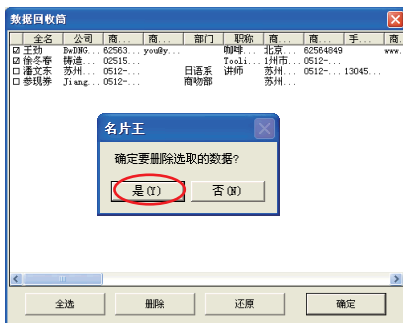 数据回收筒
全名 公司 商... 商... 部门 职称 商... 商... 手... 商
王勁 BwDNG... 62563... you@y... 咖啡... 北京... 62564849 www.
徐冬春 铸造... 02515... Tooli... 1州市... 0512-...
潘文东 苏州... 0512-... 日语系 讲师 苏州... 0512-... 13045...
参现券 Jiang... 0512-... 商物部 苏州...
名片王
确定要删除选取的数据?
是(Y) 否(N)
全选 删除 还原 确定